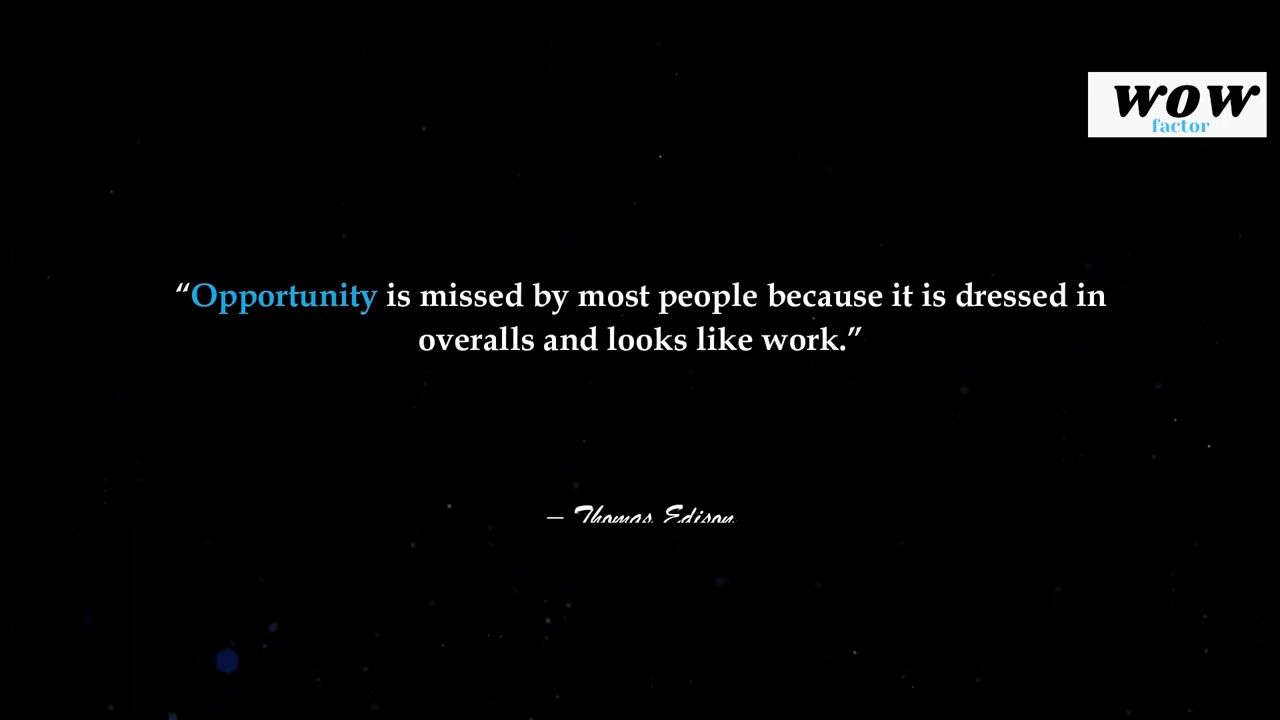 wow
factor
“Opportunity is missed by most people because it is dressed in
overalls and looks like work.”
– Thomas Edison